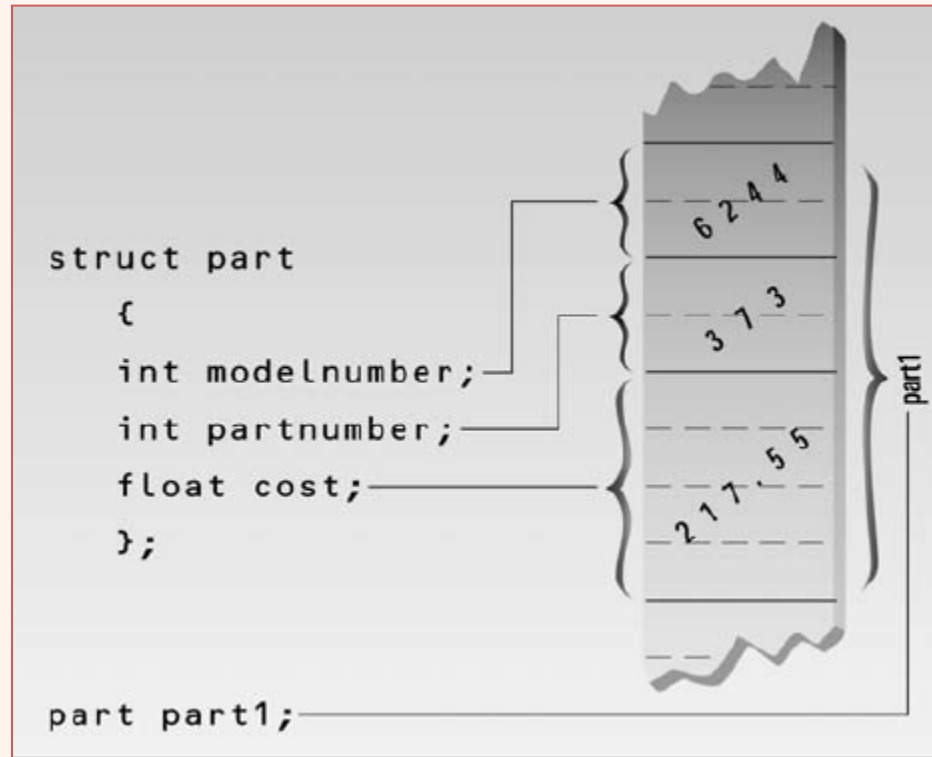 struct part
{
int modelnumber;
int partnumber;
float cost;
};
part part1;
6244
373
217.55
part1